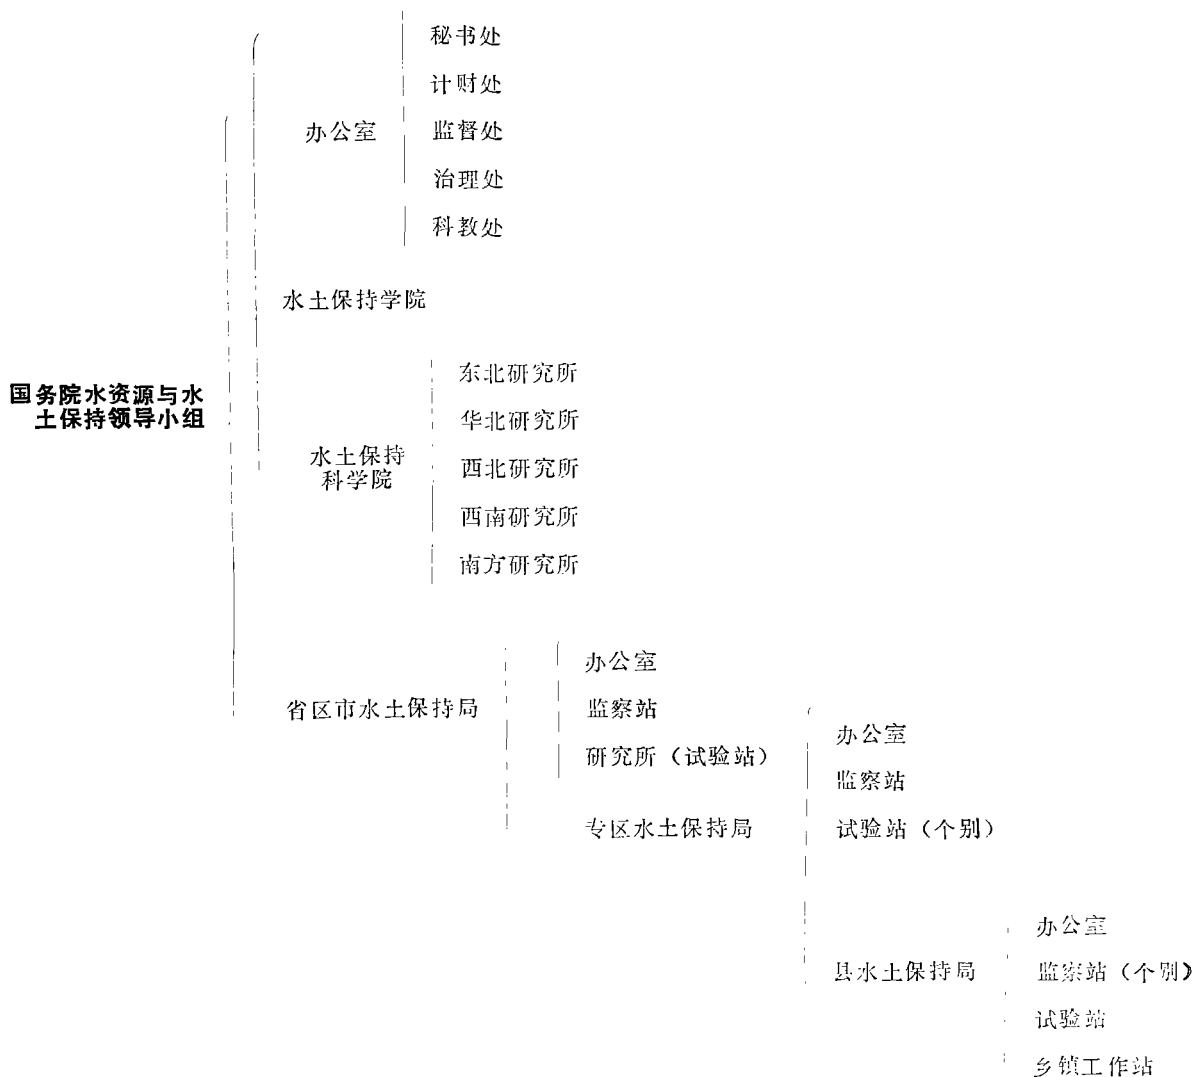 秘书处
计财处
办公室
监督处
治理处
科教处
水土保持学院
国务院水资源与水
土保持领导小组
东北研究所
华北研究所
水土保持
科学院
西北研究所
西南研究所
南方研究所
省区市水土保持局
办公室
监察站
研究所（试验站）
专区水土保持局
办公室
监察站
试验站（个别）
县水土保持局
办公室
监察站（个别）
试验站
乡镇工作站